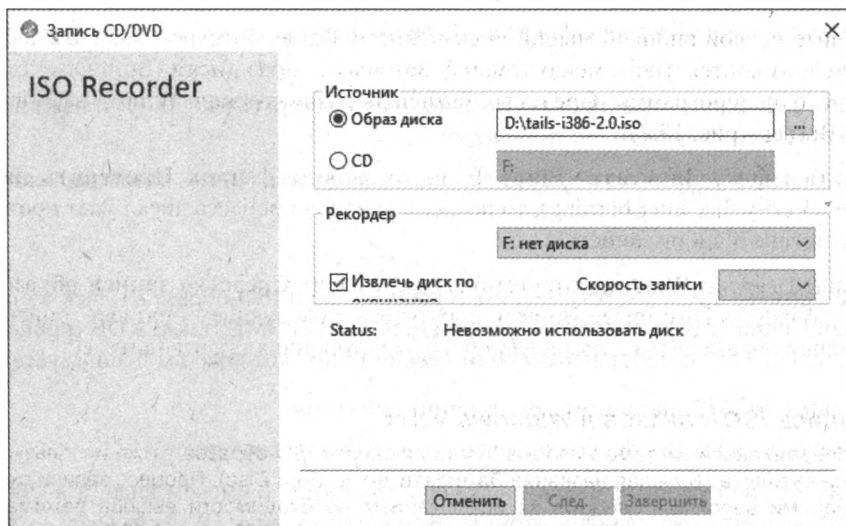 Запись CD/DVD
ISO Recorder
Источник
Образ диска
D:\tails-i386-2.0.iso
...
CD
F:
Рекордер
F: нет диска
Извлечь диск по
Скорость записи
Status: Невозможно использовать диск
Отменить
След.
Завершить